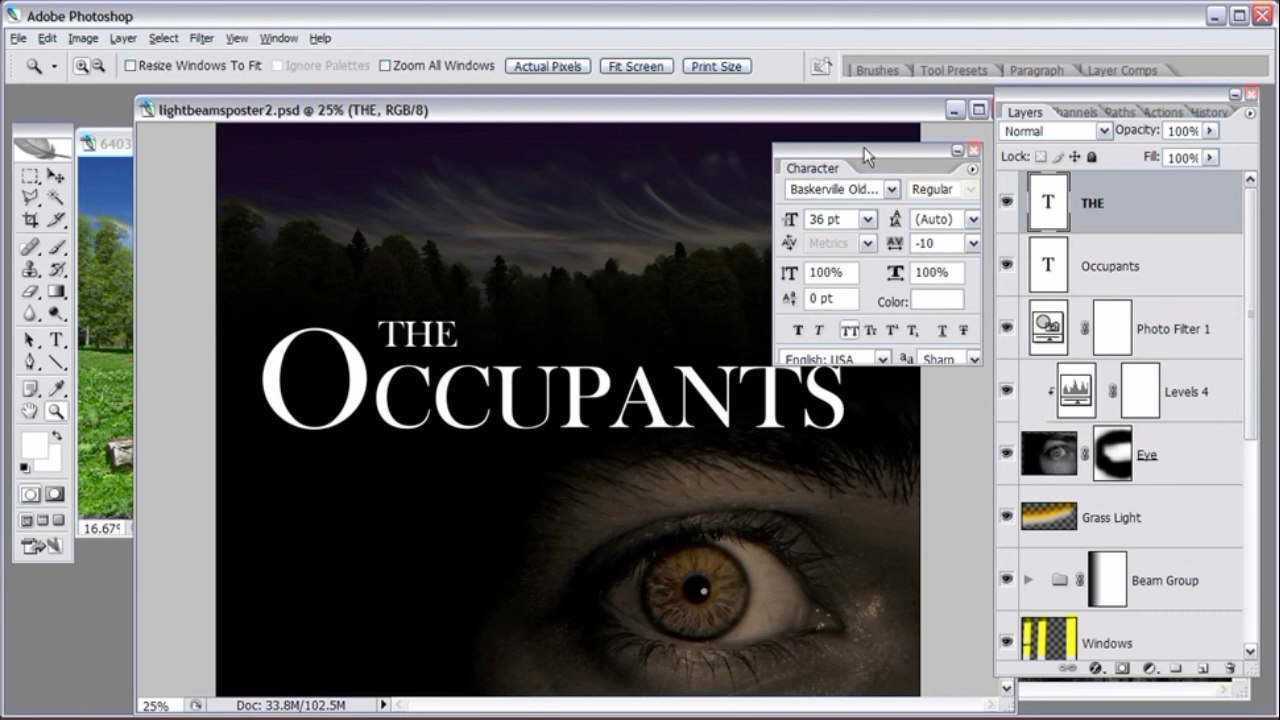 Adobe Photoshop
File Edit Image Layer Select Filter View Window Help
Resize Windows To Fit Ignore Palettes Zoom All Windows Actual Pixels Fit Screen Print Size
Brushes Tool Presets Paragraph Layer Comps
lightbeamsposter2.psd @ 25% (THE, RGB/8)
6403
Layers Channels Paths Actions History
Normal Opacity: 100%
Lock: Fill: 100%
Character
Baskerville Old... Regular
36 pt (Auto)
Metrics -10
100% 100%
0 pt Color:
T T TT Tr T' T, T T
English: USA aa Sharp
THE
OCCUPANTS
T THE
T Occupants
Photo Filter 1
Levels 4
Eye
Grass Light
Beam Group
Windows
16.67%
25% Doc: 33.8M/102.5M